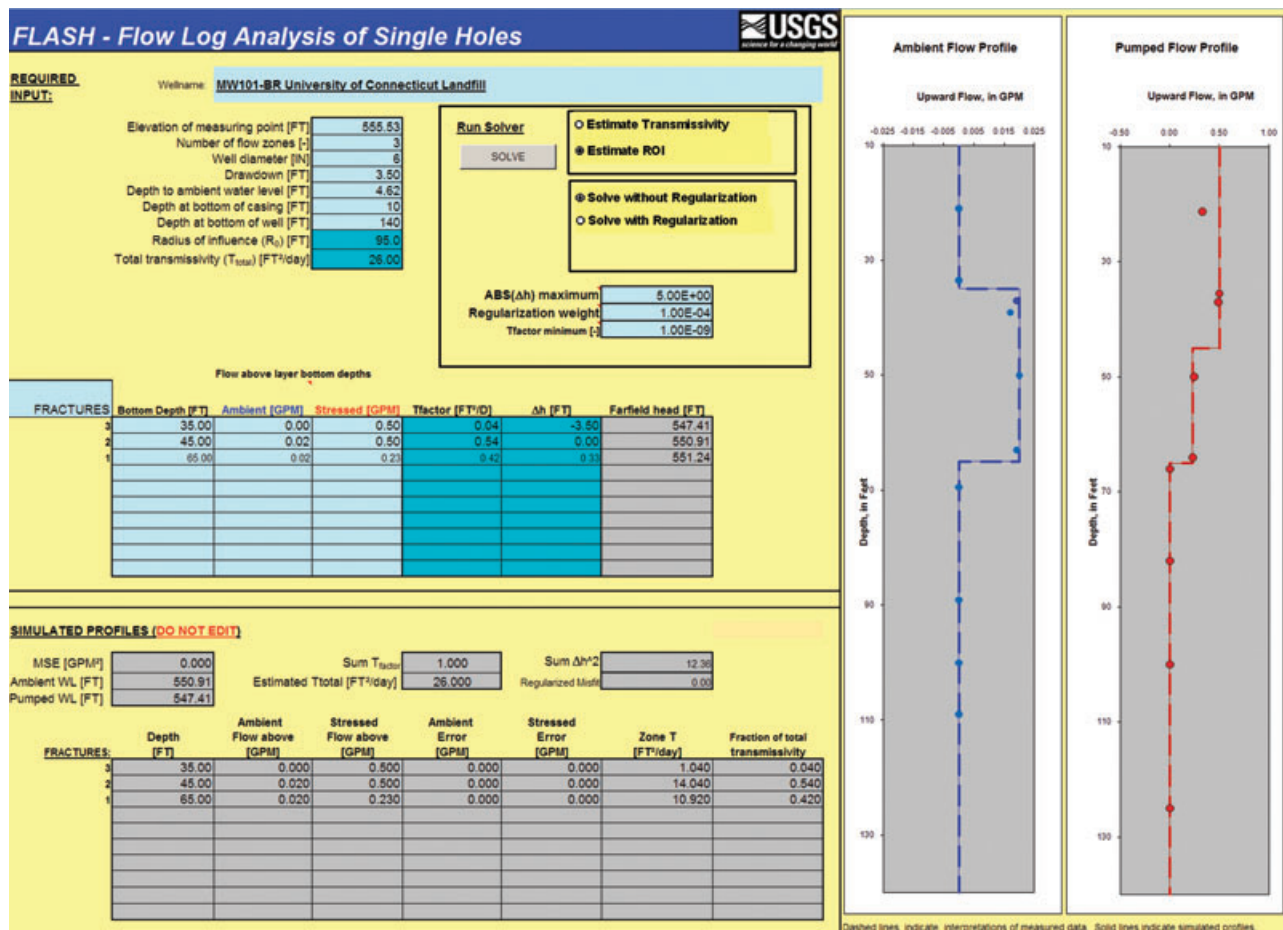 FLASH - Flow Log Analysis of Single Holes
USGS
science for a changing world
REQUIRED INPUT:
Wellname: MW101-BR University of Connecticut Landfill
Elevation of measuring point [FT] 555.53
Number of flow zones [-] 3
Well diameter [IN] 6
Drawdown [FT] 3.50
Depth to ambient water level [FT] 4.62
Depth at bottom of casing [FT] 10
Depth at bottom of well [FT] 140
Radius of influence (R₀) [FT] 95.0
Total transmissivity (Ttotal) [FT²/day] 26.00
Run Solver
SOLVE
Estimate Transmissivity
Estimate ROI
Solve without Regularization
Solve with Regularization
ABS(Δh) maximum 5.00E+00
Regularization weight 1.00E-04
Tfactor minimum [-] 1.00E-09
Flow above layer bottom depths
FRACTURES Bottom Depth [FT] Ambient [GPM] Stressed [GPM] Tfactor [FT²/D] Δh [FT] Farfield head [FT]
3 35.00 0.00 0.50 0.04 -3.50 547.41
2 45.00 0.02 0.50 0.54 0.00 550.91
1 65.00 0.02 0.23 0.42 0.33 551.24
SIMULATED PROFILES (DO NOT EDIT)
MSE [GPM²] 0.000
Ambient WL [FT] 550.91
Pumped WL [FT] 547.41
Sum Tfactor 1.000
Estimated Ttotal [FT²/day] 26.000
Sum Δh^2 12.36
Regularized Misfit 0.00
FRACTURES: Depth [FT] Ambient Flow above [GPM] Stressed Flow above [GPM] Ambient Error [GPM] Stressed Error [GPM] Zone T [FT²/day] Fraction of total transmissivity
3 35.00 0.000 0.500 0.000 0.000 1.040 0.040
2 45.00 0.020 0.500 0.000 0.000 14.040 0.540
1 65.00 0.020 0.230 0.000 0.000 10.920 0.420
Ambient Flow Profile
Upward Flow, in GPM
-0.025 -0.015 -0.005 0.005 0.015 0.025
10
30
50
70
90
110
130
Depth, in Feet
Pumped Flow Profile
Upward Flow, in GPM
-0.50 0.00 0.50 1.00
10
30
50
70
90
110
130
Depth, in Feet
Dashed lines indicate interpretations of measured data. Solid lines indicate simulated profiles.